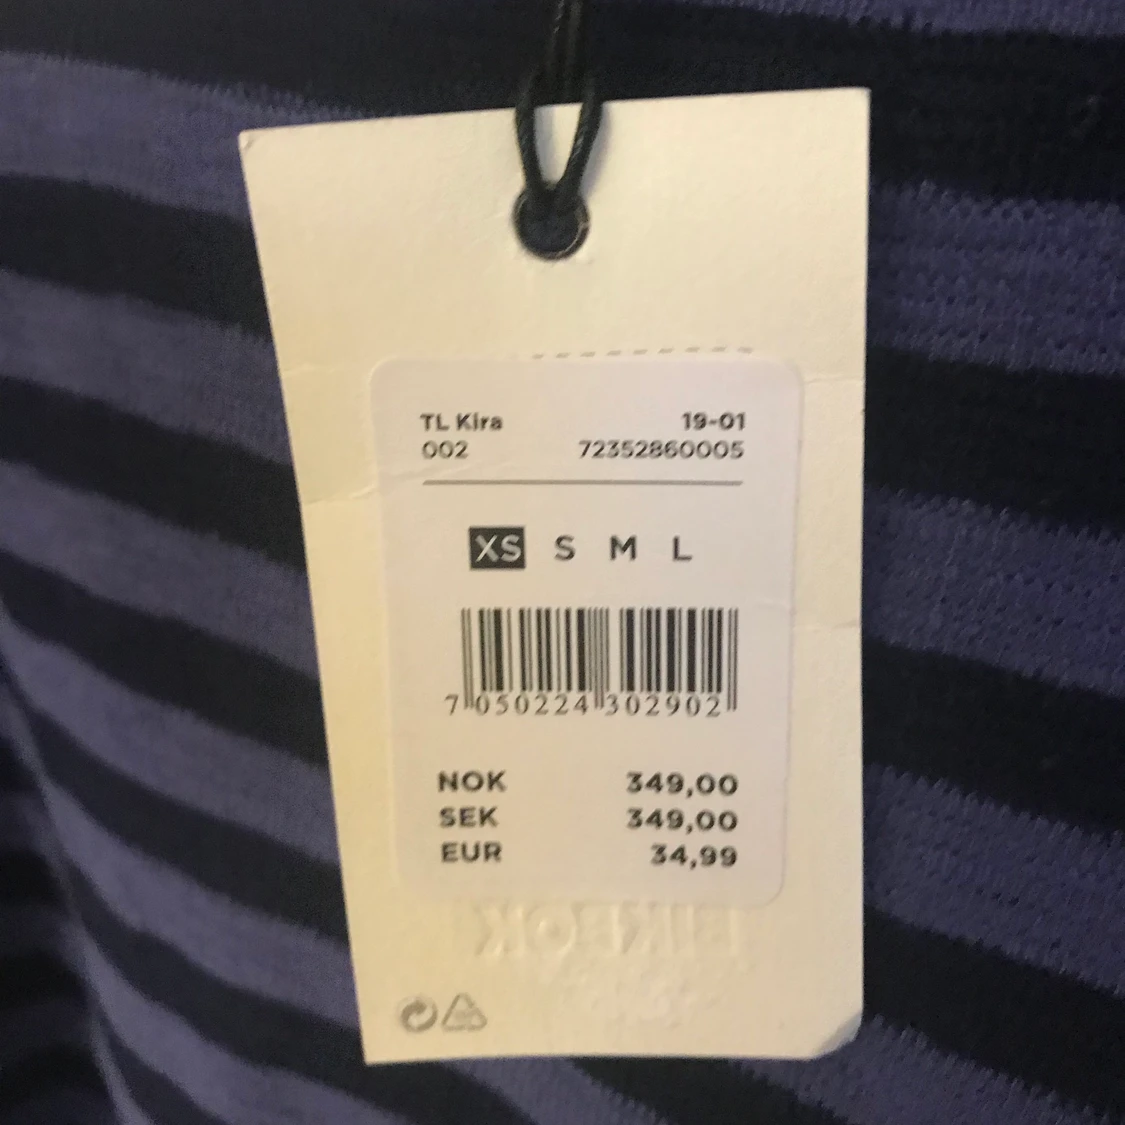 TL Kira 19-01
002 72352860005
XS S M L
7 050224 302902
NOK 349,00
SEK 349,00
EUR 34,99
BIKBOK